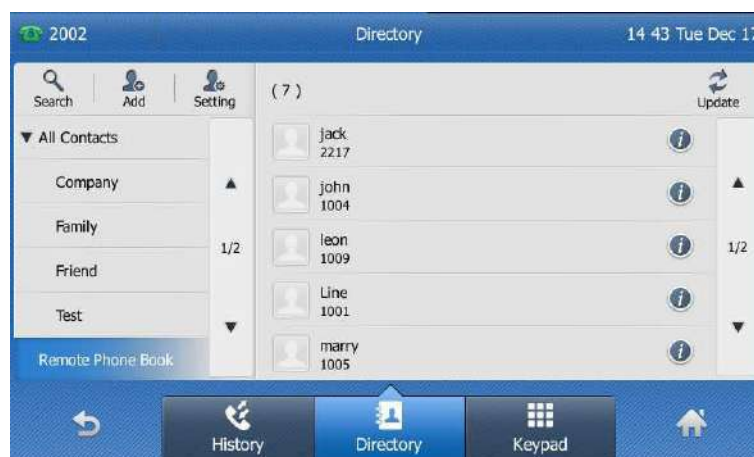 2002 Directory 14 43 Tue Dec 17
Search Add Setting (7) Update
▼ All Contacts
Company
Family
1/2
Friend
Test
Remote Phone Book
jack
2217
john
1004
leon
1009
1/2
Line
1001
marry
1005
History Directory Keypad